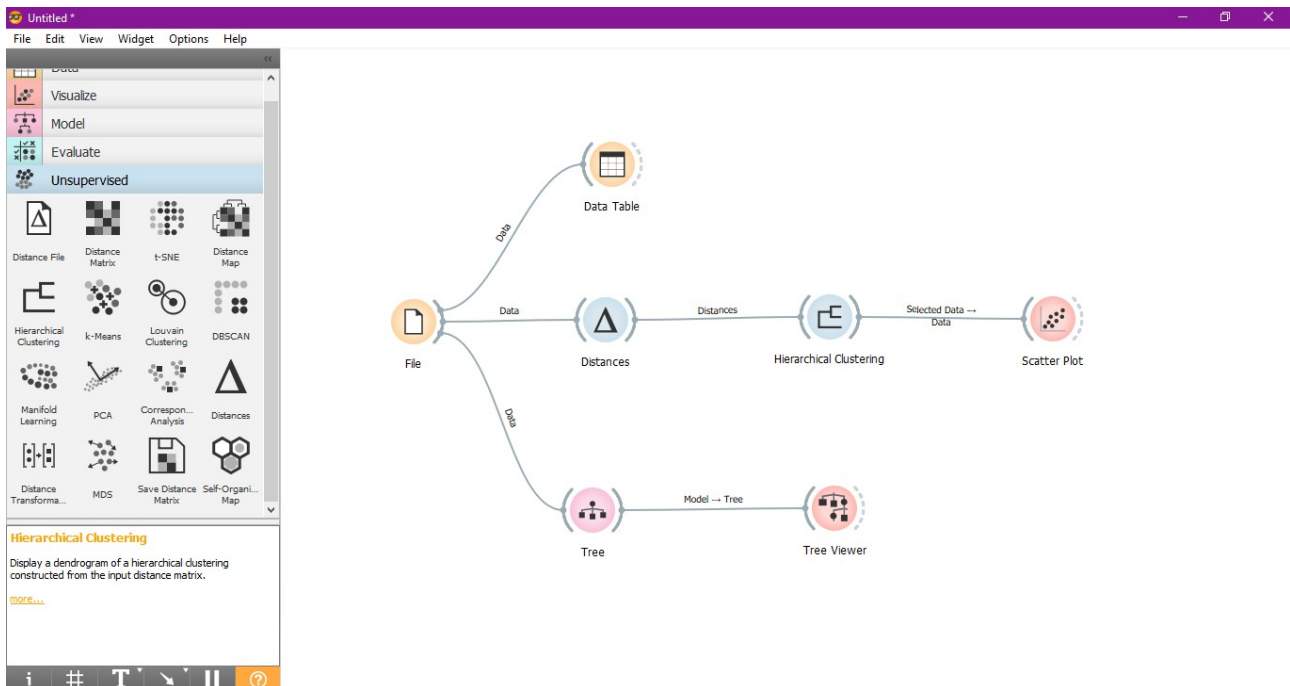 Untitled *
File Edit View Widget Options Help
Data
Visualize
Model
Evaluate
Unsupervised
Distance File
Distance
Matrix
t-SNE
Distance
Map
Hierarchical
Clustering
k-Means
Louvain
Clustering
DBSCAN
Manifold
Learning
PCA
Correspon...
Analysis
Distances
Distance
Transforma...
MDS
Save Distance
Matrix
Self-Organi...
Map
Hierarchical Clustering
Display a dendrogram of a hierarchical clustering
constructed from the input distance matrix.
more...
Data Table
Data
File
Data
Distances
Distances
Hierarchical Clustering
Selected Data →
Data
Scatter Plot
Data
Tree
Model → Tree
Tree Viewer